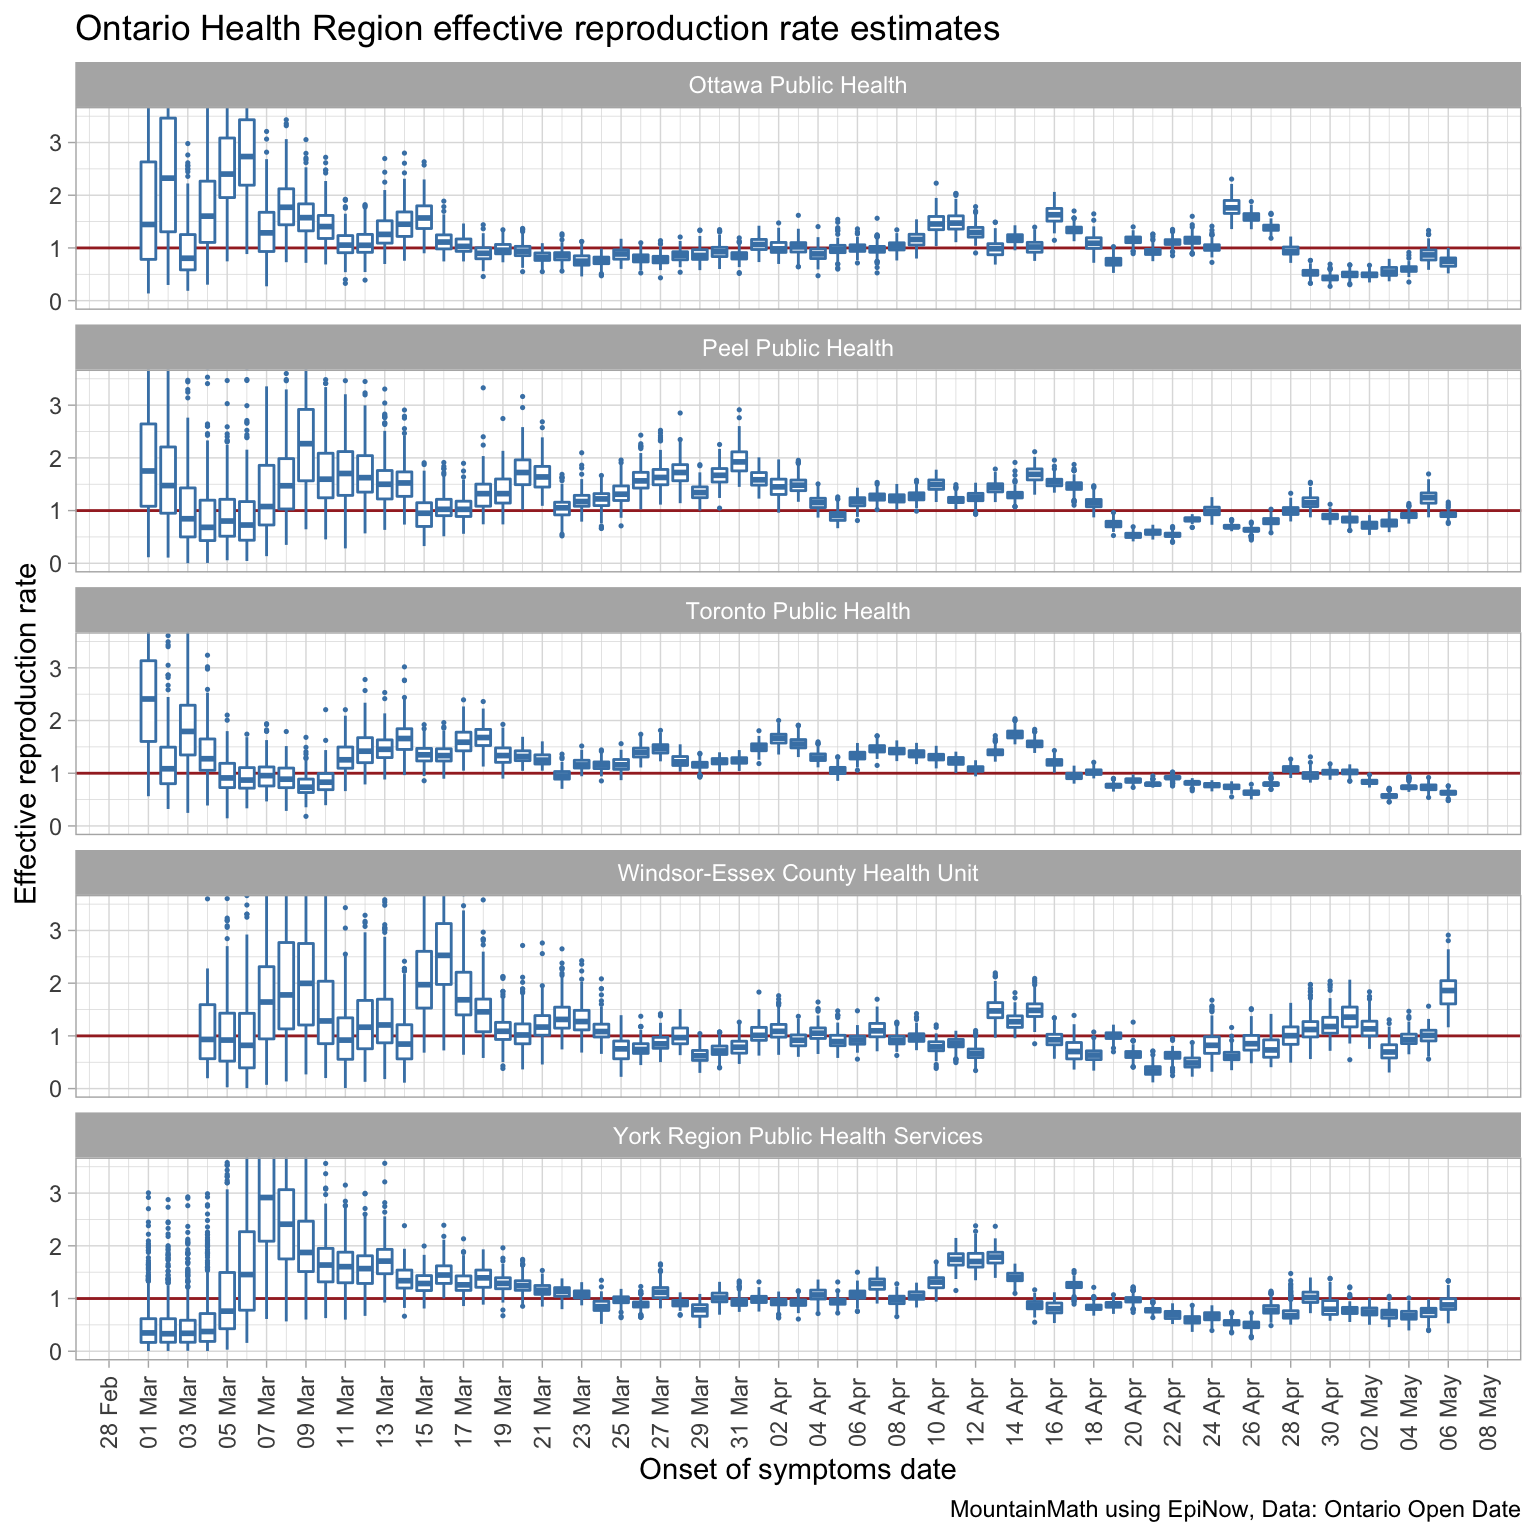 Ontario Health Region effective reproduction rate estimates
Ottawa Public Health
3
2
1
0
Peel Public Health
3
2
1
0
Toronto Public Health
3
2
1
0
Windsor-Essex County Health Unit
3
2
1
0
York Region Public Health Services
3
2
1
0
Effective reproduction rate
28 Feb
01 Mar
03 Mar
05 Mar
07 Mar
09 Mar
11 Mar
13 Mar
15 Mar
17 Mar
19 Mar
21 Mar
23 Mar
25 Mar
27 Mar
29 Mar
31 Mar
02 Apr
04 Apr
06 Apr
08 Apr
10 Apr
12 Apr
14 Apr
16 Apr
18 Apr
20 Apr
22 Apr
24 Apr
26 Apr
28 Apr
30 Apr
02 May
04 May
06 May
08 May
Onset of symptoms date
MountainMath using EpiNow, Data: Ontario Open Date